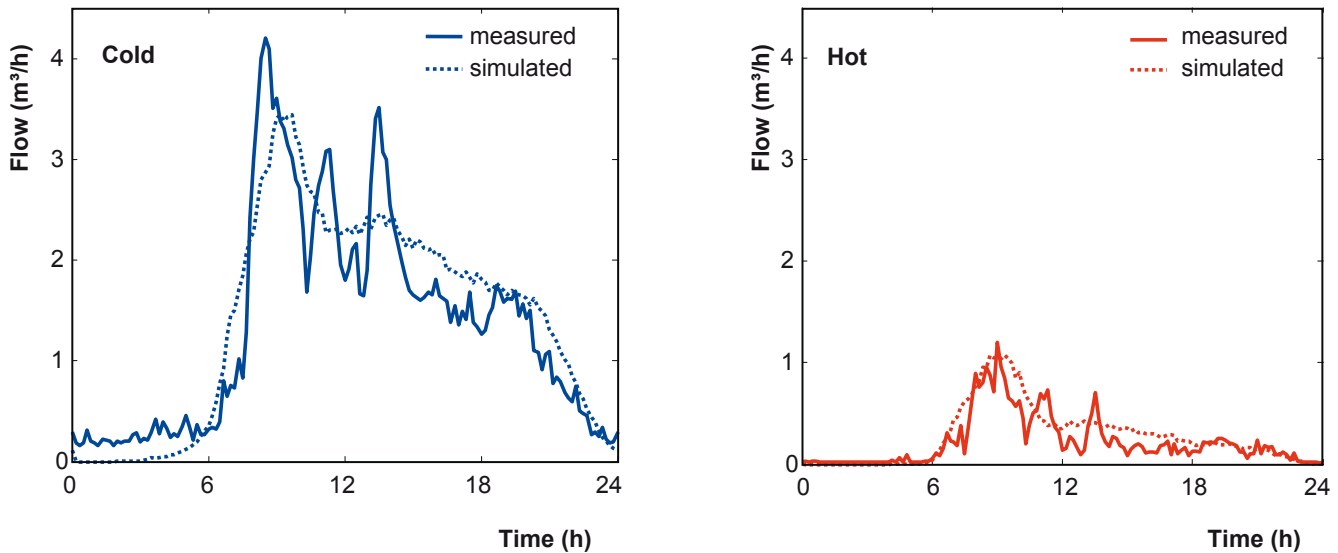 Flow (m³/h)
Cold
measured
simulated
4
3
2
1
0
0 6 12 18 24
Time (h)
Flow (m³/h)
Hot
measured
simulated
4
3
2
1
0
0 6 12 18 24
Time (h)